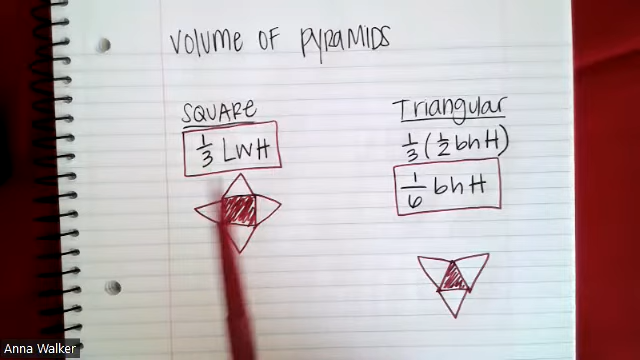 VOLUME OF PYRAMIDS
SQUARE
1/3 LWH
Triangular
1/3 (1/2 bhH)
1/6 bhH
Anna Walker